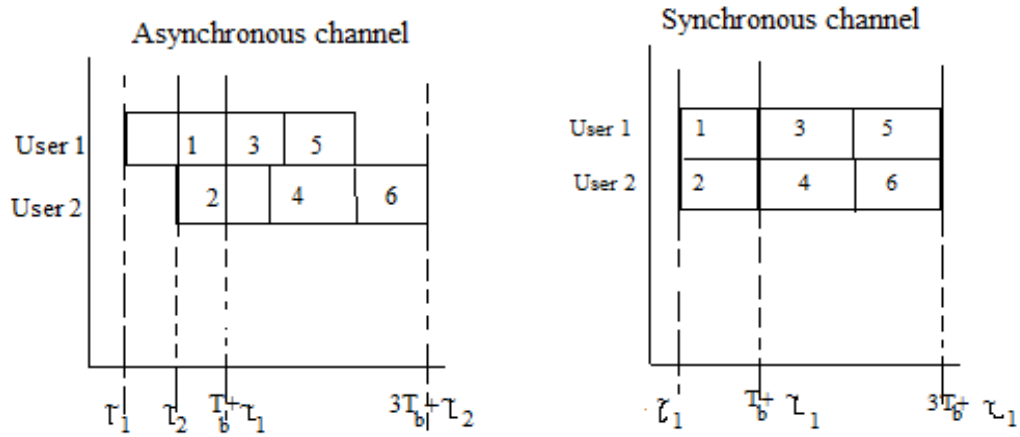 Asynchronous channel
User 1
1 3 5
User 2
2 4 6
τ1 τ2 Tb+τ1 3Tb+τ2
Synchronous channel
User 1
1 3 5
User 2
2 4 6
τ1 Tb+τ1 3Tb+τ1